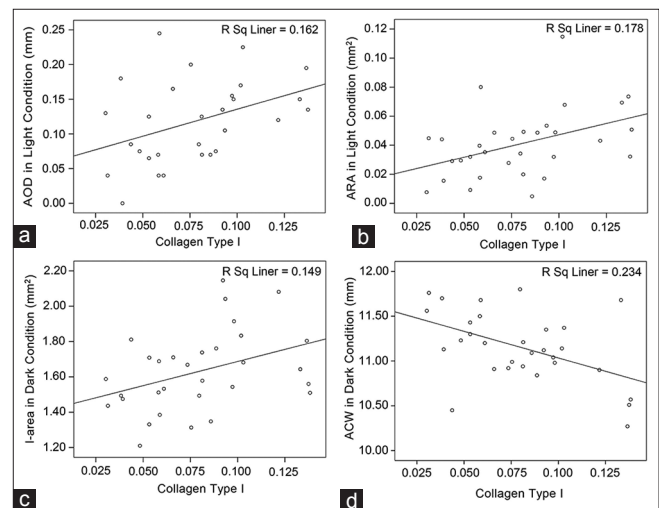 R Sq Liner = 0.162
AOD in Light Condition (mm)
0.25
0.20
0.15
0.10
0.05
0.00
0.025 0.050 0.075 0.100 0.125
Collagen Type I
a
R Sq Liner = 0.178
ARA in Light Condition (mm²)
0.12
0.10
0.08
0.06
0.04
0.02
0.00
0.025 0.050 0.075 0.100 0.125
Collagen Type I
b
R Sq Liner = 0.149
I-area in Dark Condition (mm²)
2.20
2.00
1.80
1.60
1.40
1.20
0.025 0.050 0.075 0.100 0.125
Collagen Type I
c
R Sq Liner = 0.234
ACW in Dark Condition (mm)
12.00
11.50
11.00
10.50
10.00
0.025 0.050 0.075 0.100 0.125
Collagen Type I
d